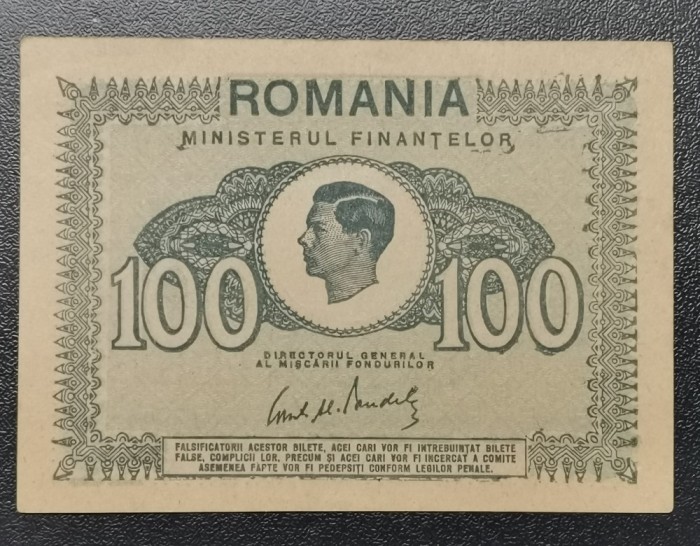 ROMANIA
MINISTERUL FINANȚELOR
100 100
DIRECTORUL GENERAL
AL MIȘCĂRII FONDURILOR
FALSIFICATORII ACESTOR BILETE, ACEI CARI VOR FI INTREBUINȚAT BILETE
FALSE, COMPLICII LOR, PRECUM ȘI ACEI CARI VOR FI INCERCAT A COMITE
ASEMENEA FAPTE VOR FI PEDEPSIȚI CONFORM LEGILOR PENALE.